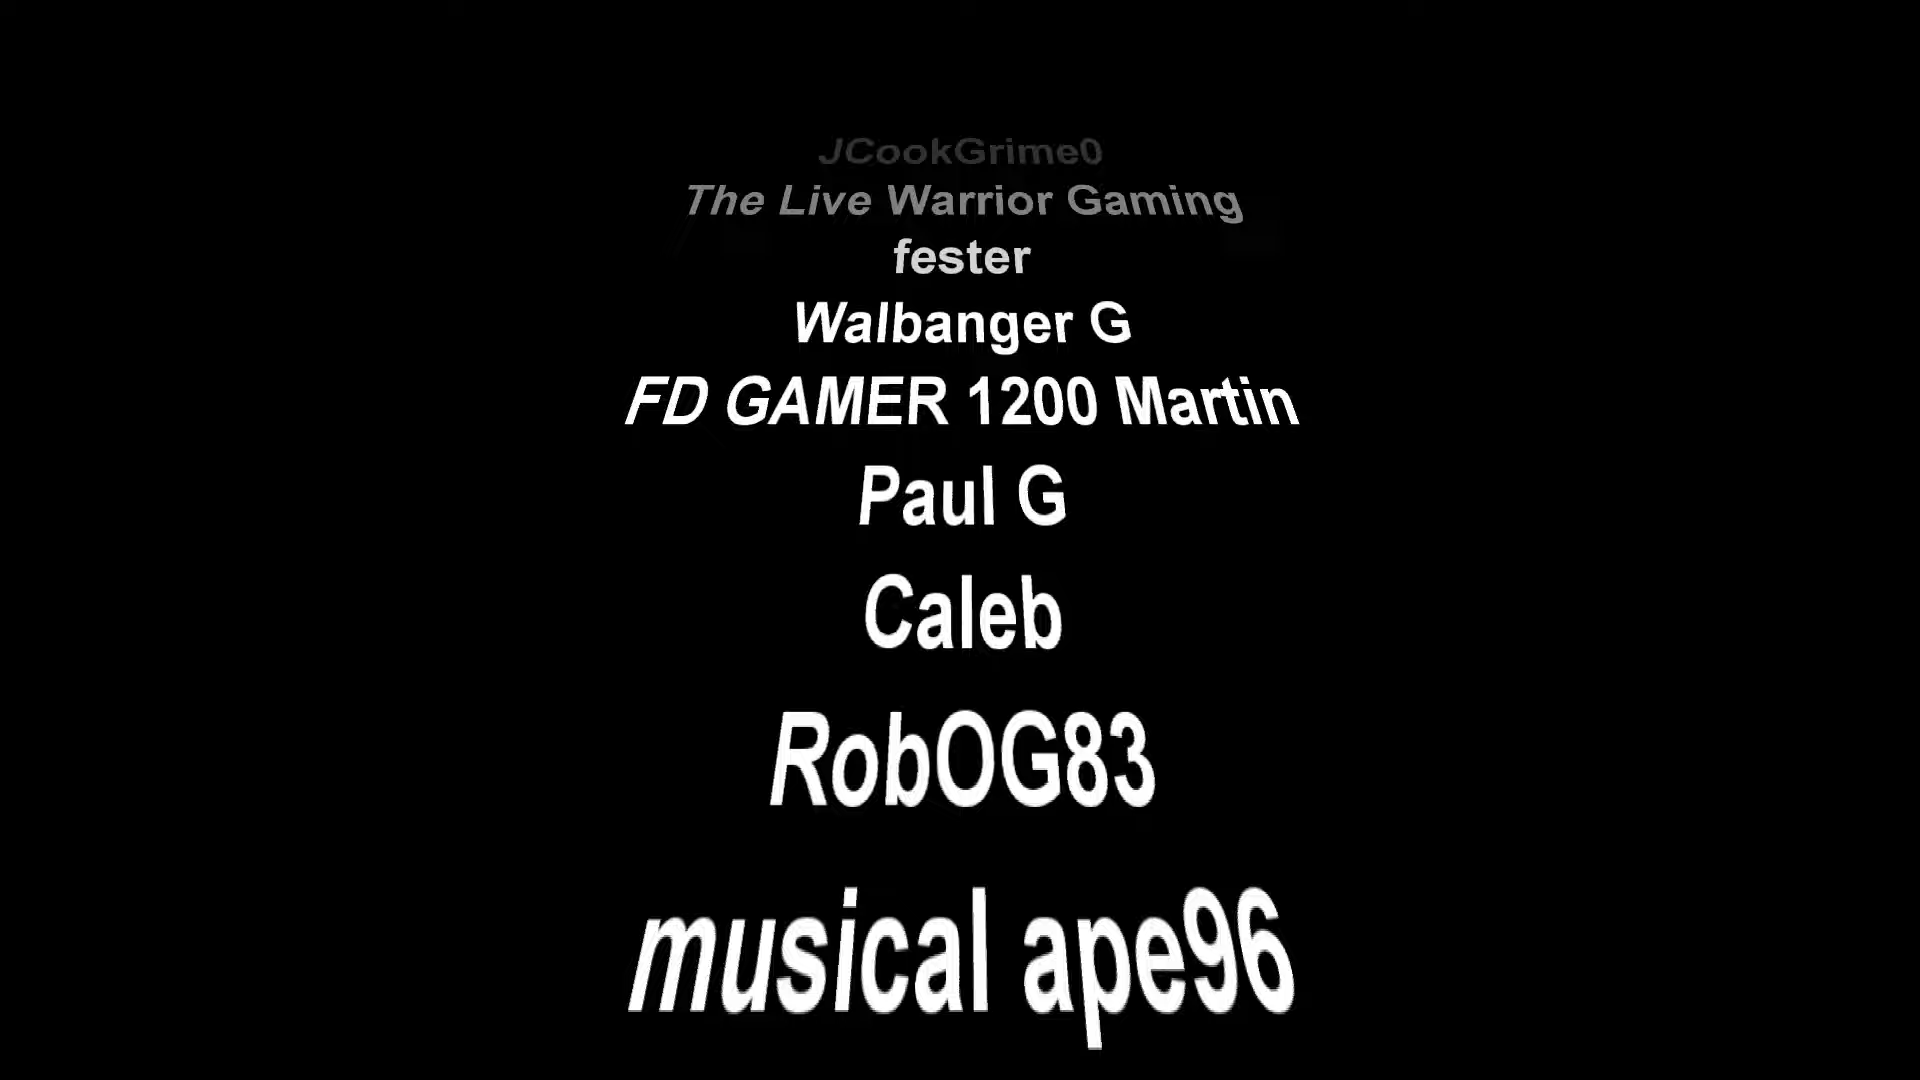 JCookGrime0
The Live Warrior Gaming
fester
Walbanger G
FD GAMER 1200 Martin
Paul G
Caleb
RobOG83
musical ape96